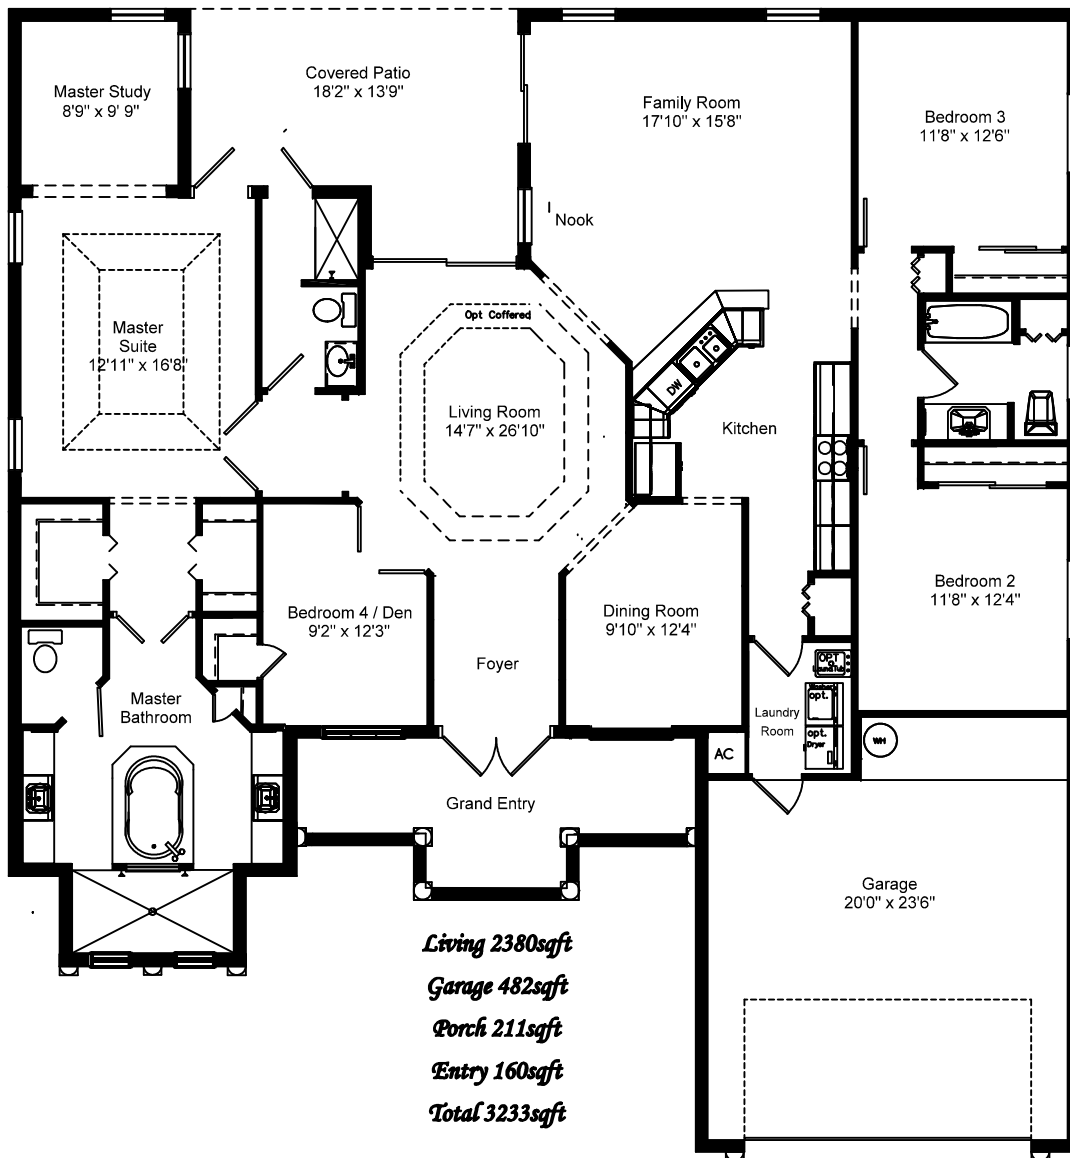 Master Study
8'9" x 9' 9"
Covered Patio
18'2" x 13'9"
Family Room
17'10" x 15'8"
Bedroom 3
11'8" x 12'6"
Nook
Master
Suite
12'11" x 16'8"
Opt Coffered
Living Room
14'7" x 26'10"
DW
Kitchen
Bedroom 4 / Den
9'2" x 12'3"
Dining Room
9'10" x 12'4"
Bedroom 2
11'8" x 12'4"
Foyer
Master
Bathroom
OPT
LaundTub
Washer
opt.
Laundry
Room
opt.
Dryer
AC
WH
Grand Entry
Garage
20'0" x 23'6"
Living 2380sqft
Garage 482sqft
Porch 211sqft
Entry 160sqft
Total 3233sqft